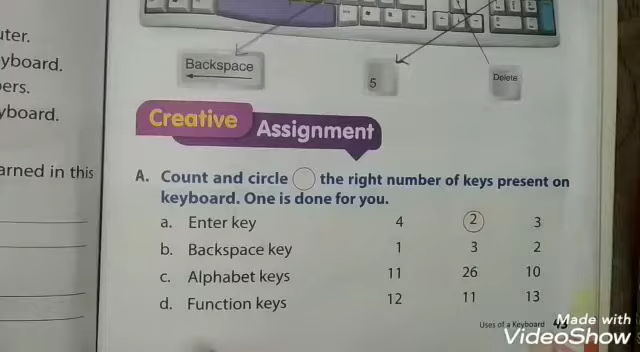 uter.
yboard.
ers.
yboard.
arned in this
Backspace
5
Delete
Creative Assignment
A. Count and circle the right number of keys present on
keyboard. One is done for you.
a. Enter key 4 2 3
b. Backspace key 1 3 2
c. Alphabet keys 11 26 10
d. Function keys 12 11 13
Uses of a Keyboard
Made with
VideoShow